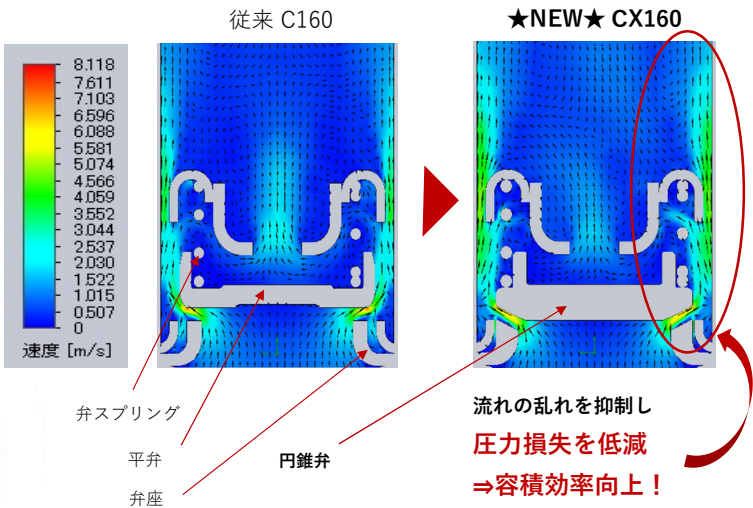 従来 C160
★NEW★ CX160
8.118
7.611
7.103
6.596
6.088
5.581
5.074
4.566
4.059
3.552
3.044
2.537
2.030
1.522
1.015
0.507
0
速度 [m/s]
弁スプリング
平弁
弁座
円錐弁
流れの乱れを抑制し
圧力損失を低減
⇒容積効率向上！